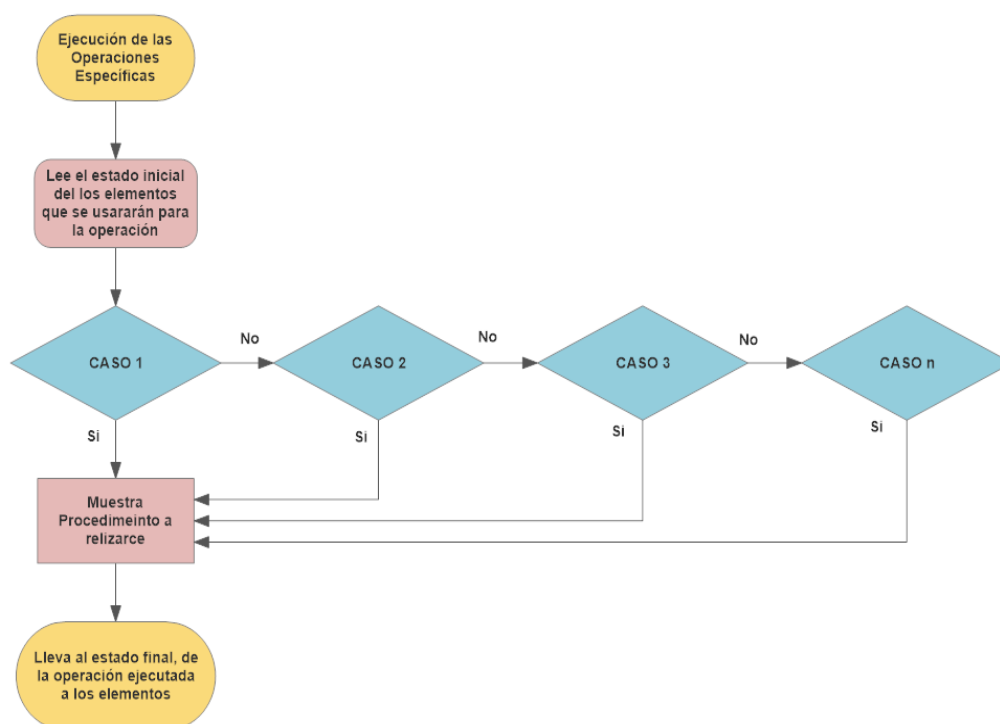 Ejecución de las
Operaciones
Específicas
Lee el estado inicial
del los elementos
que se usararán para
la operación
CASO 1
No
CASO 2
No
CASO 3
No
CASO n
Si
Si
Si
Si
Muestra
Procedimeinto a
relizarce
Lleva al estado final, de
la operación ejecutada
a los elementos